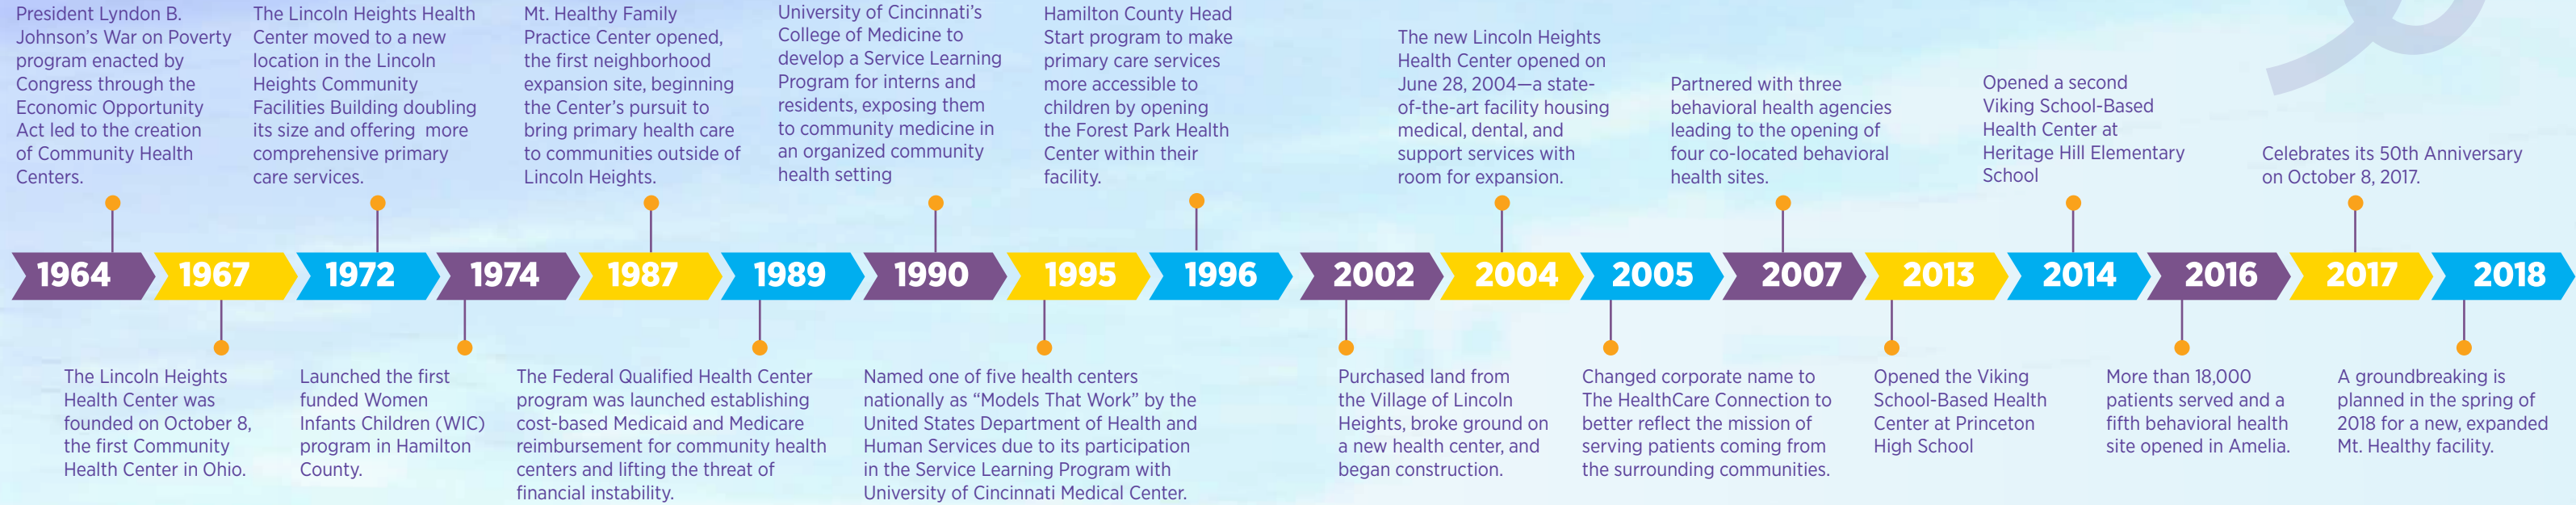 President Lyndon B.
Johnson’s War on Poverty
program enacted by
Congress through the
Economic Opportunity
Act led to the creation
of Community Health
Centers.
The Lincoln Heights Health
Center moved to a new
location in the Lincoln
Heights Community
Facilities Building doubling
its size and offering more
comprehensive primary
care services.
Mt. Healthy Family
Practice Center opened,
the first neighborhood
expansion site, beginning
the Center’s pursuit to
bring primary health care
to communities outside of
Lincoln Heights.
University of Cincinnati’s
College of Medicine to
develop a Service Learning
Program for interns and
residents, exposing them
to community medicine in
an organized community
health setting
Hamilton County Head
Start program to make
primary care services
more accessible to
children by opening
the Forest Park Health
Center within their
facility.
The new Lincoln Heights
Health Center opened on
June 28, 2004—a state-
of-the-art facility housing
medical, dental, and
support services with
room for expansion.
Partnered with three
behavioral health agencies
leading to the opening of
four co-located behavioral
health sites.
Opened a second
Viking School-Based
Health Center at
Heritage Hill Elementary
School
Celebrates its 50th Anniversary
on October 8, 2017.
1964 1967 1972 1974 1987 1989 1990 1995 1996 2002 2004 2005 2007 2013 2014 2016 2017 2018
The Lincoln Heights
Health Center was
founded on October 8,
the first Community
Health Center in Ohio.
Launched the first
funded Women
Infants Children (WIC)
program in Hamilton
County.
The Federal Qualified Health Center
program was launched establishing
cost-based Medicaid and Medicare
reimbursement for community health
centers and lifting the threat of
financial instability.
Named one of five health centers
nationally as “Models That Work” by the
United States Department of Health and
Human Services due to its participation
in the Service Learning Program with
University of Cincinnati Medical Center.
Purchased land from
the Village of Lincoln
Heights, broke ground on
a new health center, and
began construction.
Changed corporate name to
The HealthCare Connection to
better reflect the mission of
serving patients coming from
the surrounding communities.
Opened the Viking
School-Based Health
Center at Princeton
High School
More than 18,000
patients served and a
fifth behavioral health
site opened in Amelia.
A groundbreaking is
planned in the spring of
2018 for a new, expanded
Mt. Healthy facility.